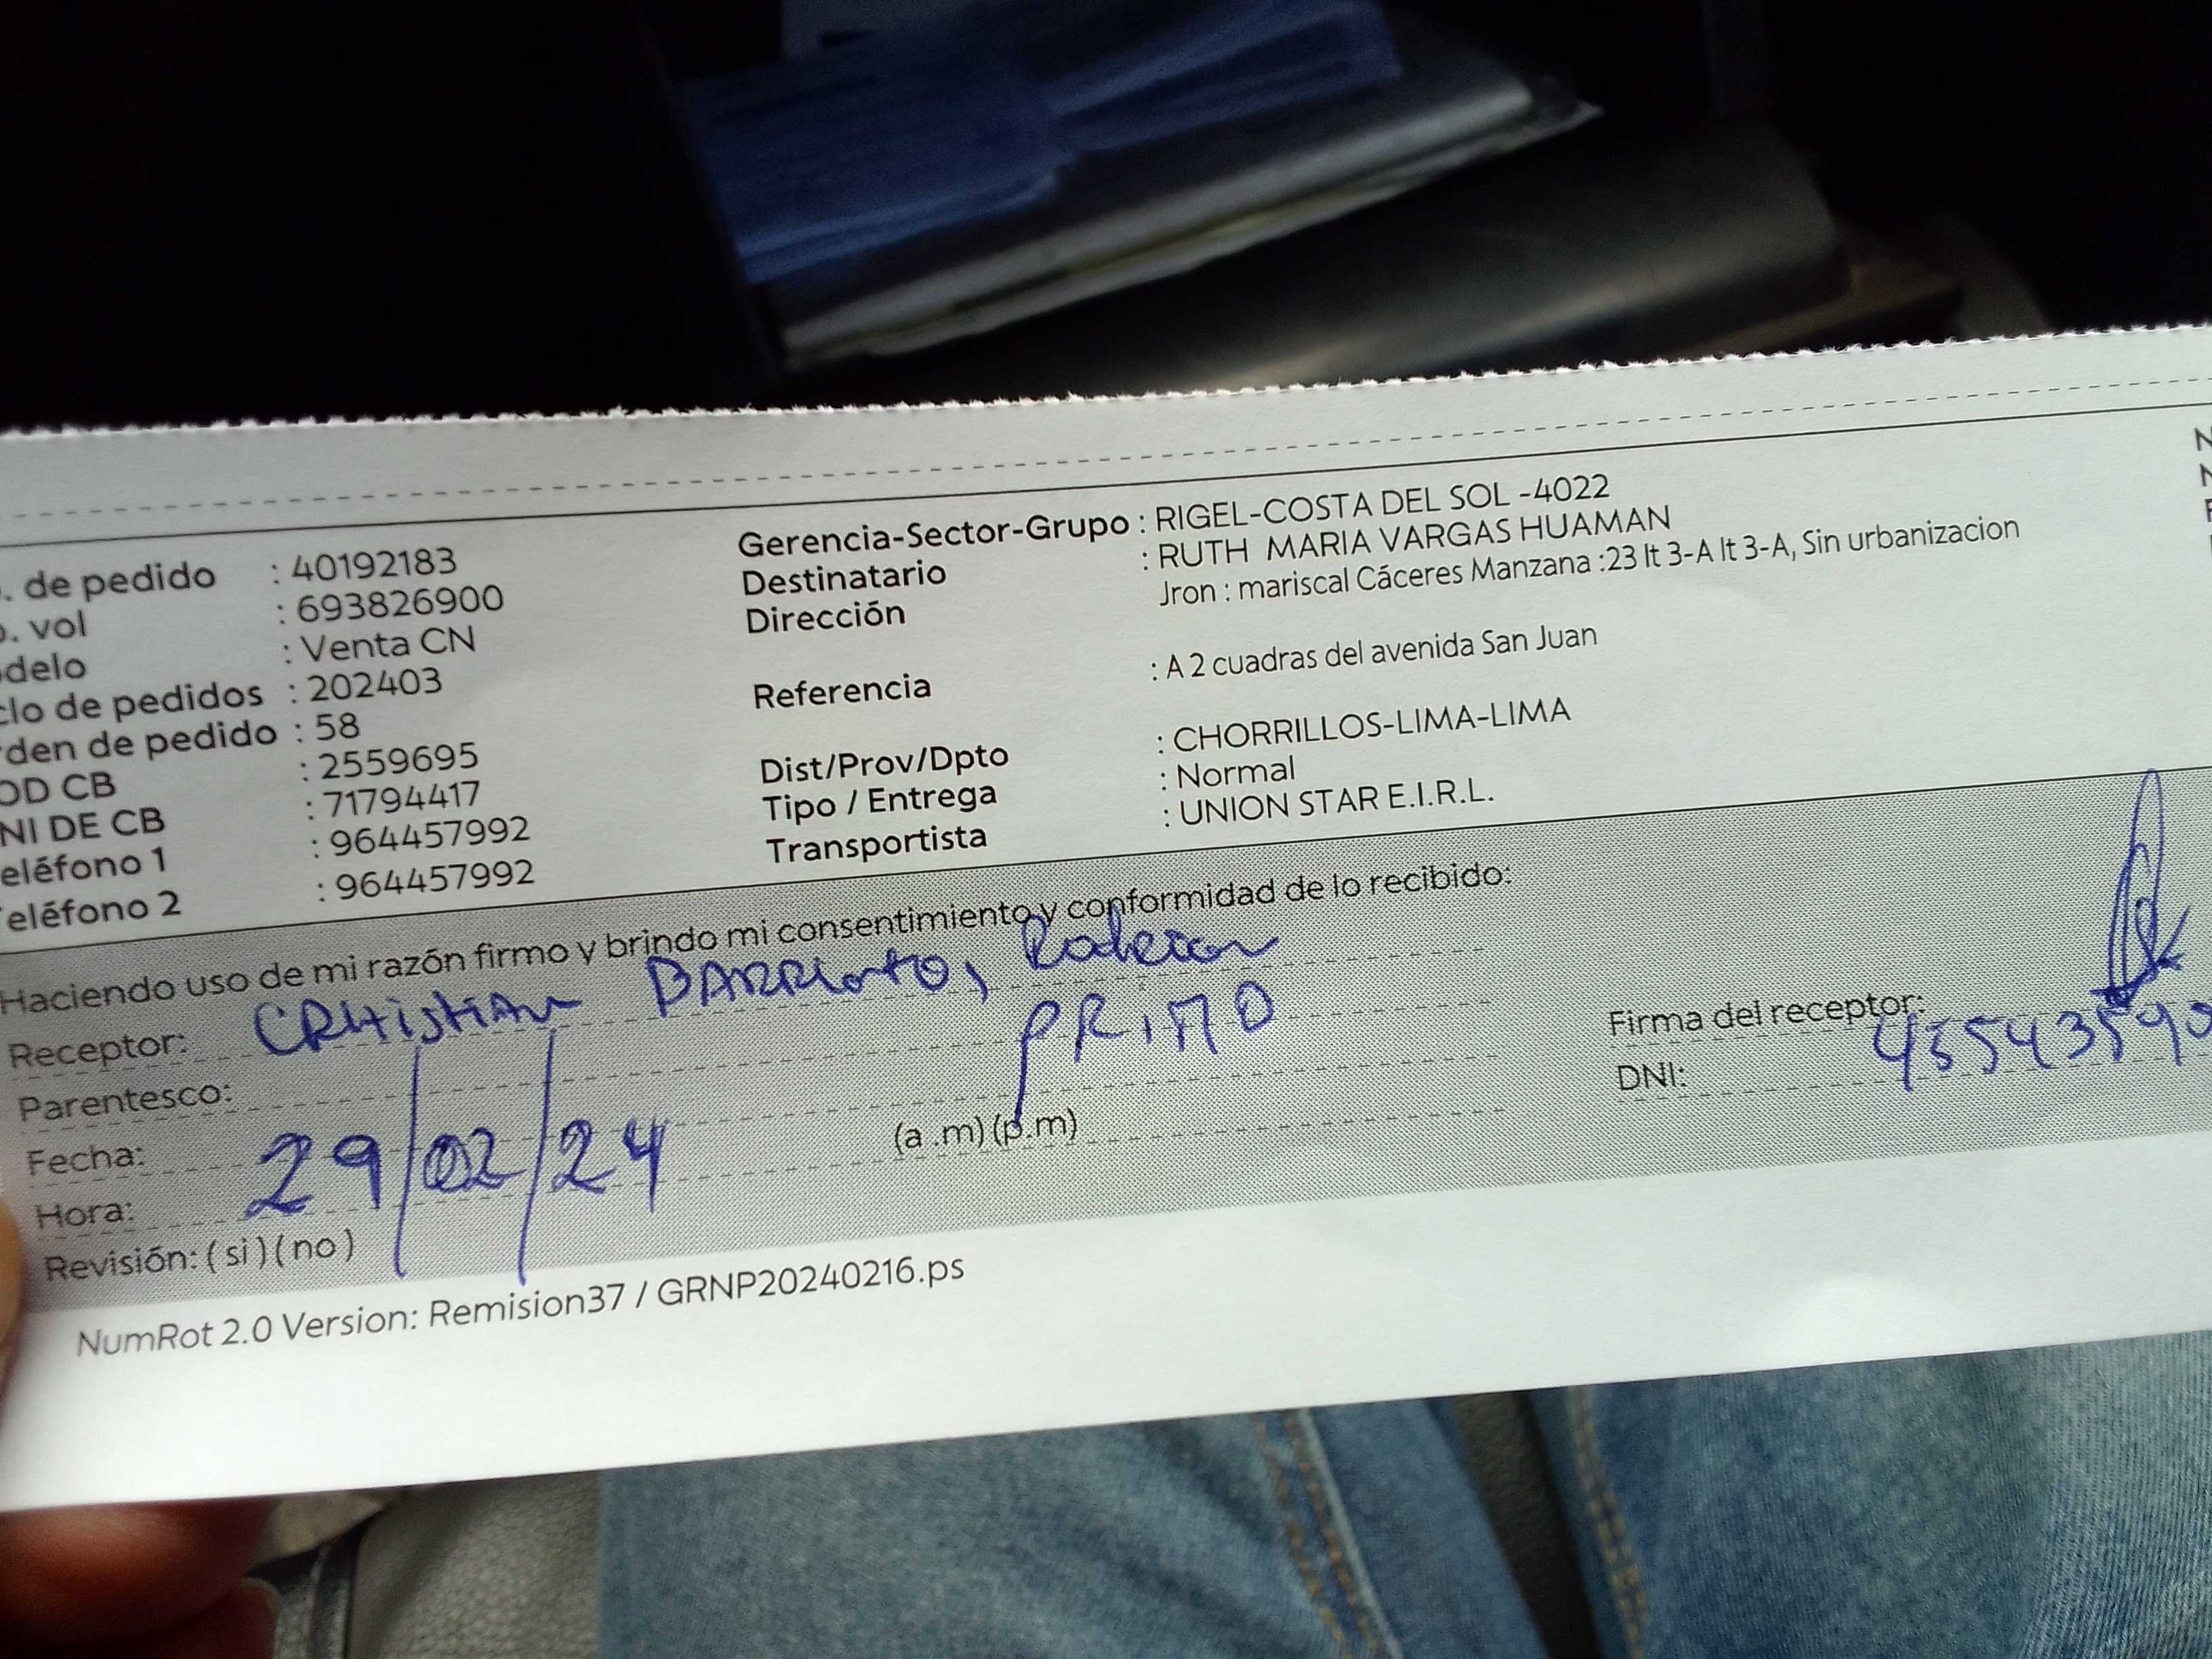 . de pedido : 40192183
. vol : 693826900
delo : Venta CN
clo de pedidos : 202403
rden de pedido : 58
OD CB : 2559695
NI DE CB : 71794417
eléfono 1 : 964457992
eléfono 2 : 964457992
Gerencia-Sector-Grupo : RIGEL-COSTA DEL SOL -4022
Destinatario : RUTH MARIA VARGAS HUAMAN
Dirección Jron : mariscal Cáceres Manzana :23 lt 3-A lt 3-A, Sin urbanizacion
Referencia : A 2 cuadras del avenida San Juan
Dist/Prov/Dpto : CHORRILLOS-LIMA-LIMA
Tipo / Entrega : Normal
Transportista : UNION STAR E.I.R.L.
Haciendo uso de mi razón firmo y brindo mi consentimiento y conformidad de lo recibido:
Receptor: CRHistiAn
Parentesco: PRiMO
Fecha: 29/02/24
Hora: (a .m) (p.m)
Revisión: ( si ) ( no )
Firma del receptor:
DNI:
NumRot 2.0 Version: Remision37 / GRNP20240216.ps